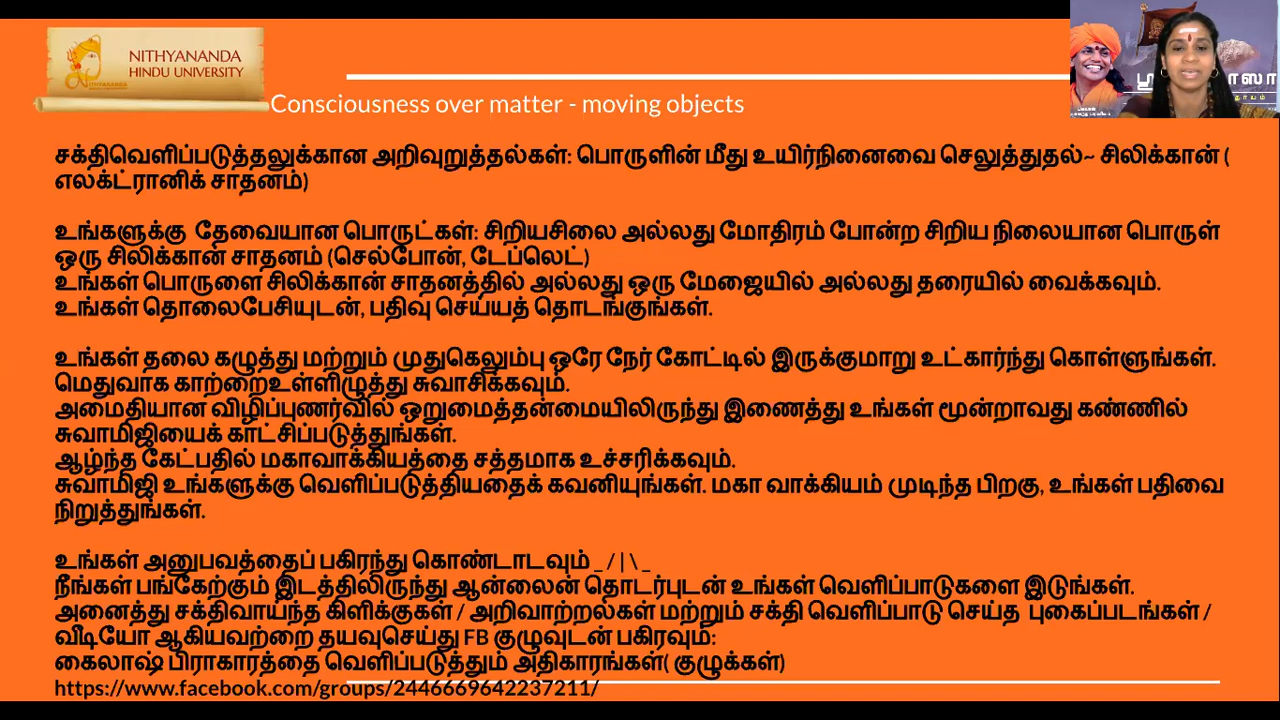 NITHYANANDA
HINDU UNIVERSITY
Consciousness over matter - moving objects
சக்திவெளிப்படுத்தலுக்கான அறிவுறுத்தல்கள்: பொருளின் மீது உயிர்நினைவை செலுத்துதல்~ சிலிக்கான் (
எலக்ட்ரானிக் சாதனம்)
உங்களுக்கு தேவையான பொருட்கள்: சிறியசிலை அல்லது மோதிரம் போன்ற சிறிய நிலையான பொருள்
ஒரு சிலிக்கான் சாதனம் (செல்போன், டேப்லெட்)
உங்கள் பொருளை சிலிக்கான் சாதனத்தில் அல்லது ஒரு மேஜையில் அல்லது தரையில் வைக்கவும்.
உங்கள் தொலைபேசியுடன், பதிவு செய்யத் தொடங்குங்கள்.
உங்கள் தலை கழுத்து மற்றும் முதுகெலும்பு ஒரே நேர் கோட்டில் இருக்குமாறு உட்கார்ந்து கொள்ளுங்கள்.
மெதுவாக காற்றைஉள்ளிழுத்து சுவாசிக்கவும்.
அமைதியான விழிப்புணர்வில் ஒறுமைத்தன்மையிலிருந்து இணைத்து உங்கள் மூன்றாவது கண்ணில்
சுவாமிஜியைக் காட்சிப்படுத்துங்கள்.
ஆழ்ந்த கேட்பதில் மகாவாக்கியத்தை சத்தமாக உச்சரிக்கவும்.
சுவாமிஜி உங்களுக்கு வெளிப்படுத்தியதைக் கவனியுங்கள். மகா வாக்கியம் முடிந்த பிறகு, உங்கள் பதிவை
நிறுத்துங்கள்.
உங்கள் அனுபவத்தைப் பகிரந்து கொண்டாடவும் _/|\_
நீங்கள் பங்கேற்கும் இடத்திலிருந்து ஆன்லைன் தொடர்புடன் உங்கள் வெளிப்பாடுகளை இடுங்கள்.
அனைத்து சக்திவாய்ந்த கிளிக்குகள் / அறிவாற்றல்கள் மற்றும் சக்தி வெளிப்பாடு செய்த புகைப்படங்கள் /
வீடியோ ஆகியவற்றை தயவுசெய்து FB குழுவுடன் பகிரவும்:
கைலாஷ் பிராகாரத்தை வெளிப்படுத்தும் அதிகாரங்கள்( குழுக்கள்)
https://www.facebook.com/groups/2446669642237211/